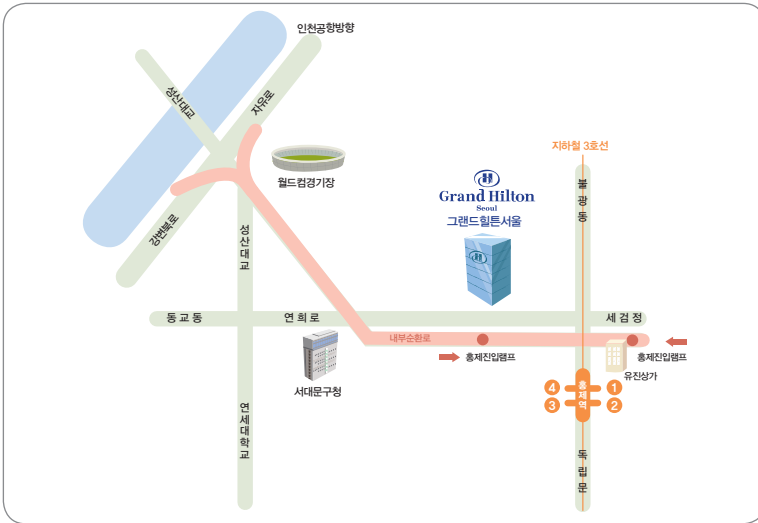 인천공항방향
성산대교
자유로
월드컵경기장
강변북로
성산대교
지하철 3호선
불광동
H
Grand Hilton
Seoul
그랜드힐튼서울
H
동교동
연희로
세검정
내부순환로
홍제진입램프
홍제진입램프
유진상가
서대문구청
연세대학교
4
3
홍제역
1
2
독립문